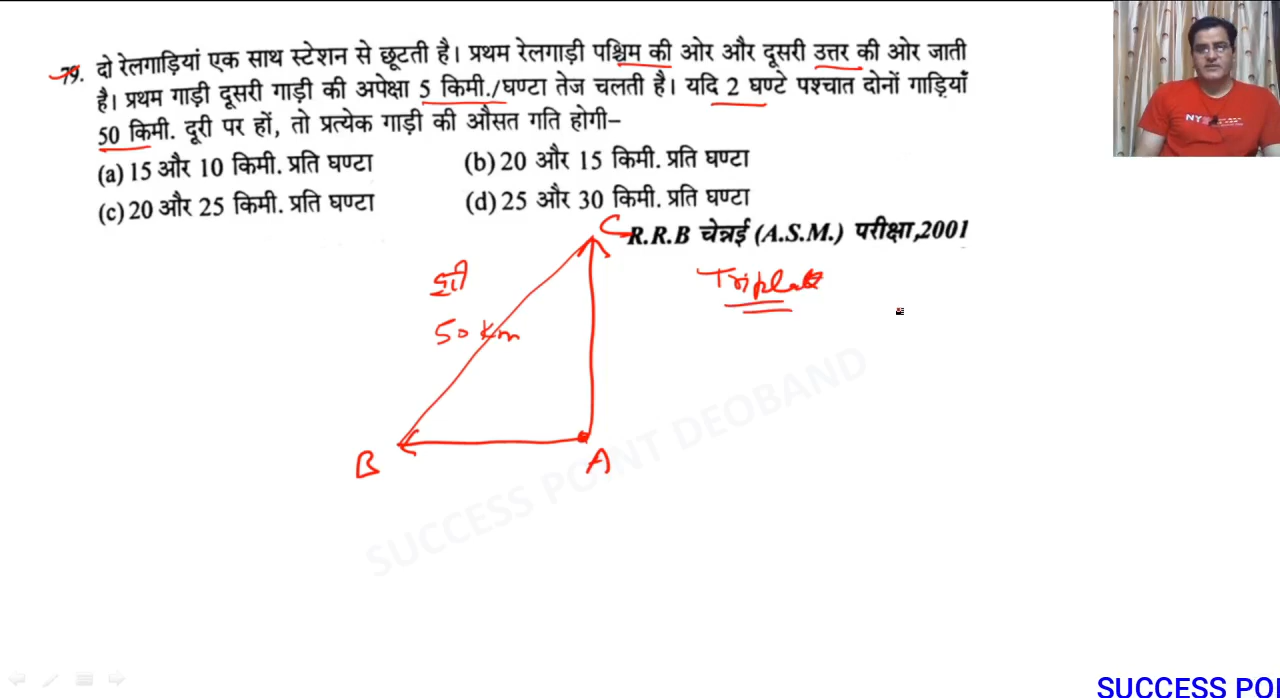 79. दो रेलगाड़ियां एक साथ स्टेशन से छूटती है। प्रथम रेलगाड़ी पश्चिम की ओर और दूसरी उत्तर की ओर जाती
है। प्रथम गाड़ी दूसरी गाड़ी की अपेक्षा 5 किमी./घण्टा तेज चलती है। यदि 2 घण्टे पश्चात दोनों गाड़ियाँ
50 किमी. दूरी पर हों, तो प्रत्येक गाड़ी की औसत गति होगी–
(a) 15 और 10 किमी. प्रति घण्टा (b) 20 और 15 किमी. प्रति घण्टा
(c) 20 और 25 किमी. प्रति घण्टा (d) 25 और 30 किमी. प्रति घण्टा
R.R.B चेन्नई (A.S.M.) परीक्षा,2001
C
50 km
B
A
SUCCESS POINT DEOBAND
NY
SUCCESS POI